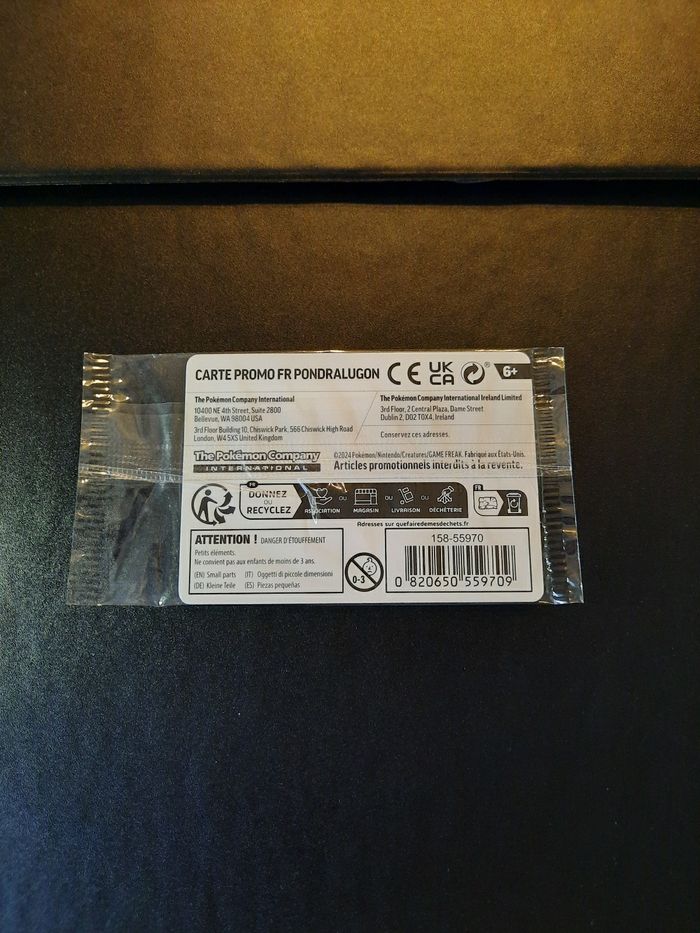 CARTE PROMO FR PONDRALUGON CE UK CA 6+
The Pokémon Company International
10400 NE 4th Street, Suite 2800
Bellevue, WA 98004 USA
3rd Floor Building 10, Chiswick Park, 566 Chiswick High Road
London, W4 5XS United Kingdom
The Pokémon Company International Ireland Limited
3rd Floor, 2 Central Plaza, Dame Street
Dublin 2, D02 T0X4, Ireland
Conservez ces adresses.
The Pokémon Company
INTERNATIONAL
©2024 Pokémon/Nintendo/Creatures/GAME FREAK. Fabriqué aux États-Unis.
Articles promotionnels interdits à la revente.
FR
DONNEZ
OU
RECYCLEZ
ASSOCIATION OU MAGASIN OU LIVRAISON OU DÉCHÈTERIE
FR
Adresses sur quefairedemesdechets.fr
ATTENTION ! DANGER D'ÉTOUFFEMENT
Petits éléments.
Ne convient pas aux enfants de moins de 3 ans.
(EN) Small parts (IT) Oggetti di piccole dimensioni
(DE) Kleine Teile (ES) Piezas pequeñas
0-3
158-55970
0 820650 559709